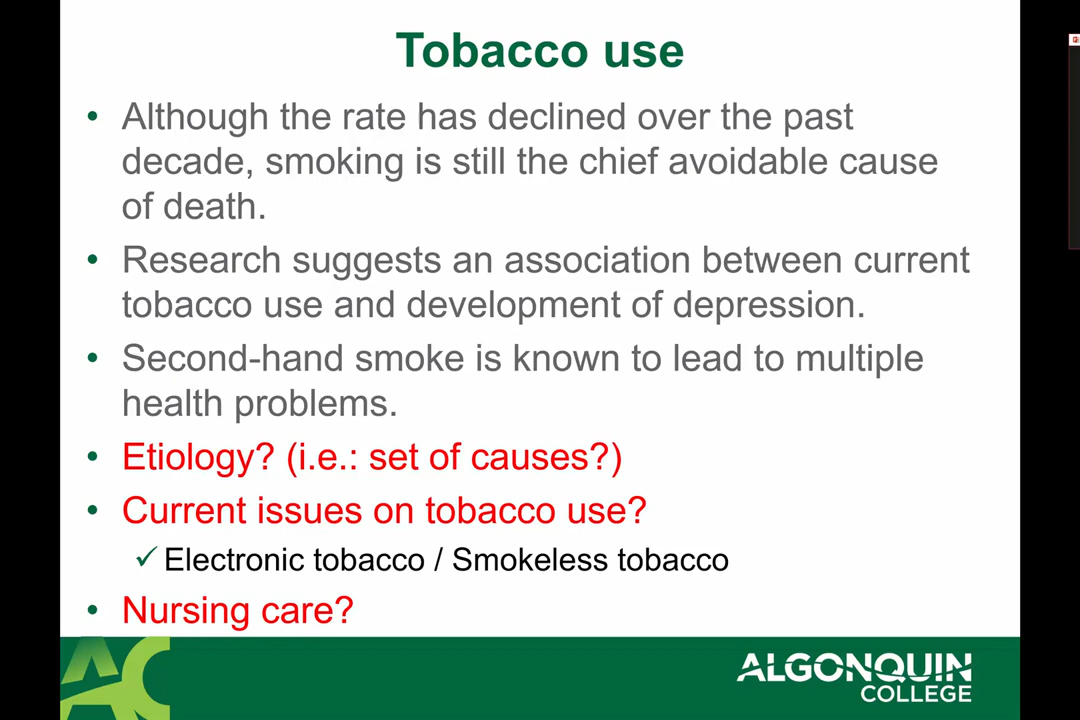 Tobacco use
• Although the rate has declined over the past
decade, smoking is still the chief avoidable cause
of death.
• Research suggests an association between current
tobacco use and development of depression.
• Second-hand smoke is known to lead to multiple
health problems.
• Etiology? (i.e.: set of causes?)
• Current issues on tobacco use?
✓ Electronic tobacco / Smokeless tobacco
• Nursing care?
AC
ALGONQUIN
COLLEGE